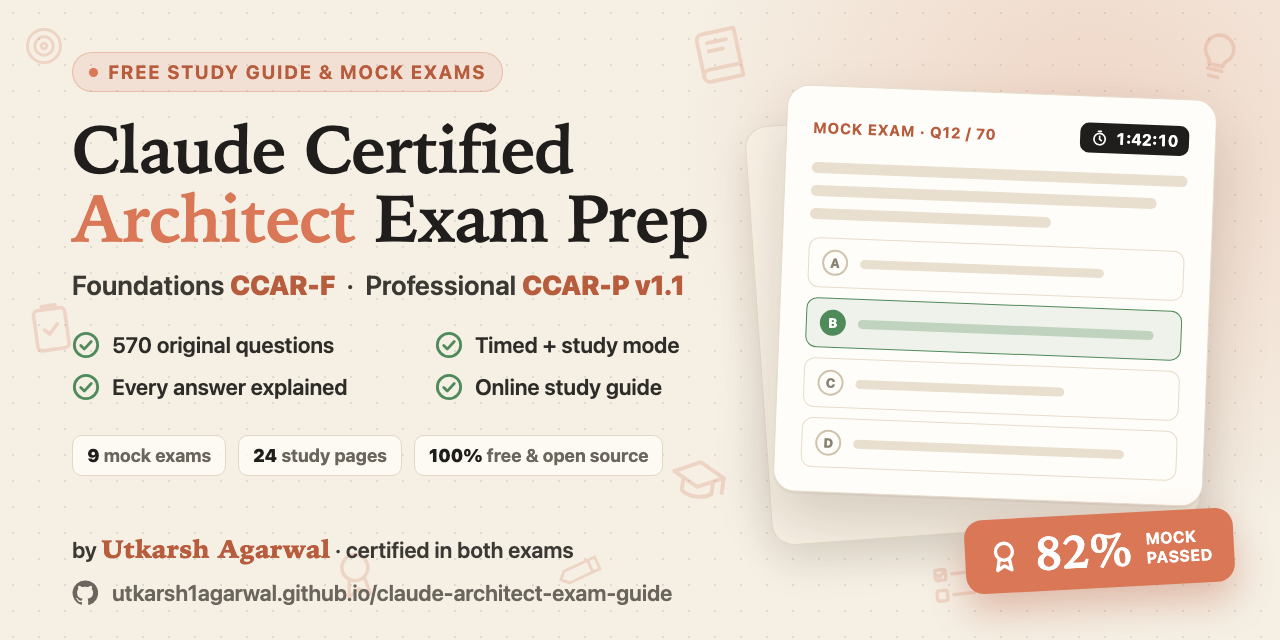 FREE STUDY GUIDE & MOCK EXAMS
Claude Certified
Architect Exam Prep
Foundations CCAR-F · Professional CCAR-P v1.1
570 original questions
Timed + study mode
Every answer explained
Online study guide
9 mock exams
24 study pages
100% free & open source
by Utkarsh Agarwal · certified in both exams
utkarsh1agarwal.github.io/claude-architect-exam-guide
MOCK EXAM · Q12 / 70
1:42:10
A
B
C
D
82%
MOCK
PASSED